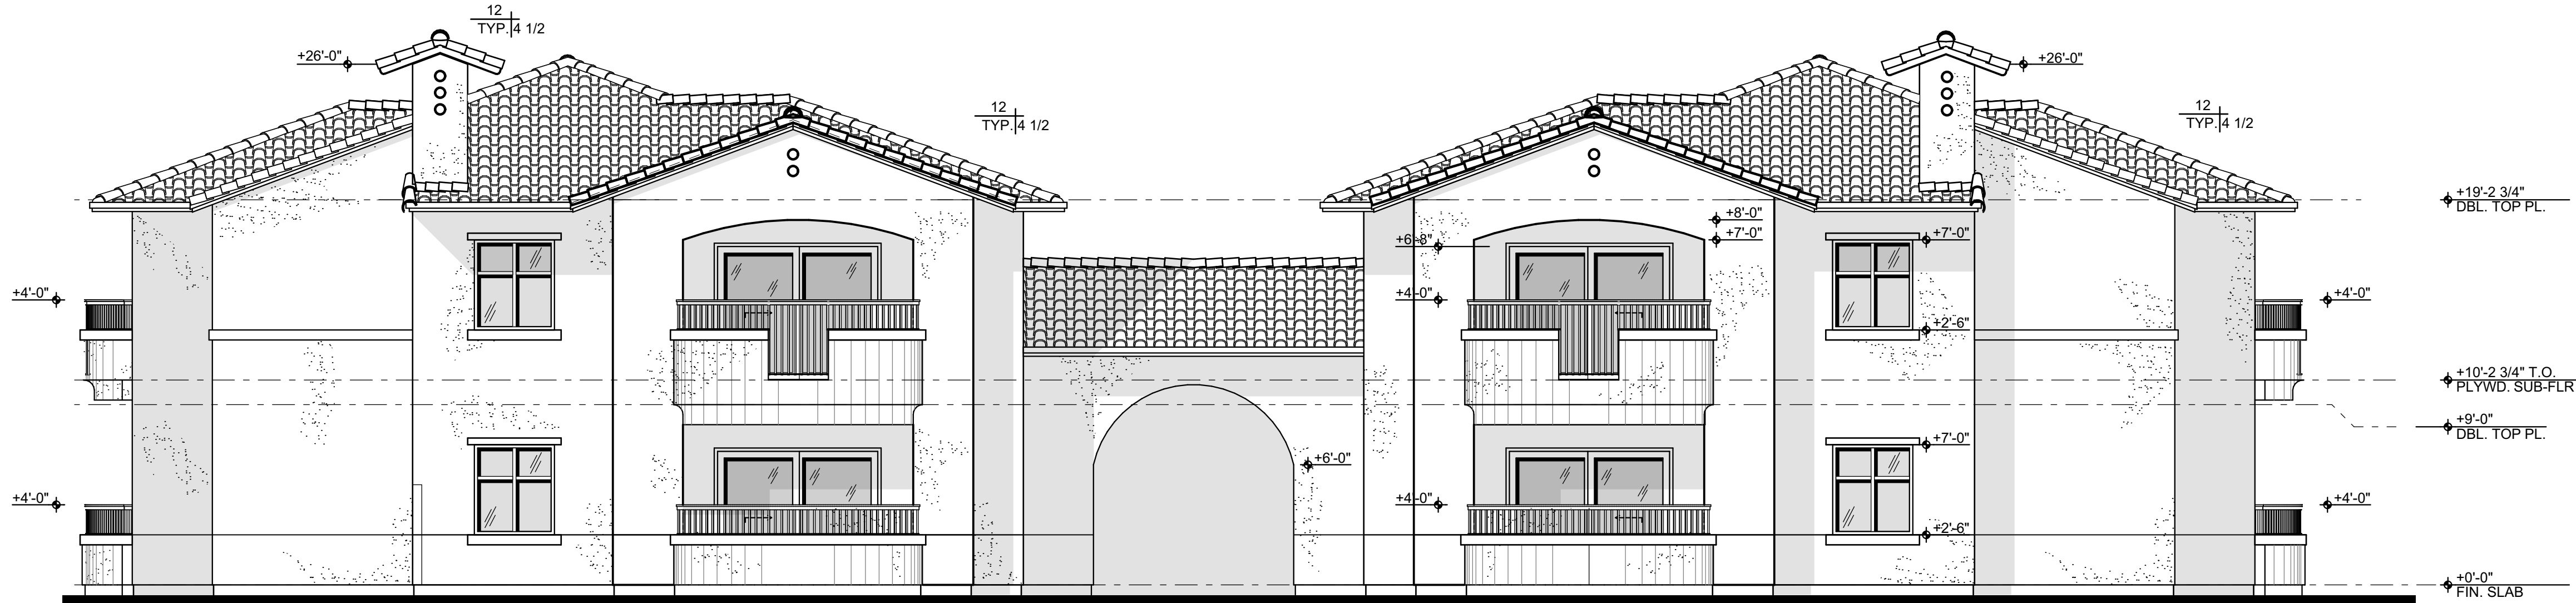 12
TYP. 4 1/2
+26'-0"
+26'-0"
12
TYP. 4 1/2
12
TYP. 4 1/2
+19'-2 3/4"
DBL. TOP PL.
+8'-0"
+7'-0"
+6'-8"
+7'-0"
+4'-0"
+4'-0"
+4'-0"
+2'-6"
+10'-2 3/4" T.O.
PLYWD. SUB-FLR
+9'-0"
DBL. TOP PL.
+7'-0"
+6'-0"
+4'-0"
+4'-0"
+4'-0"
+2'-6"
+0'-0"
FIN. SLAB